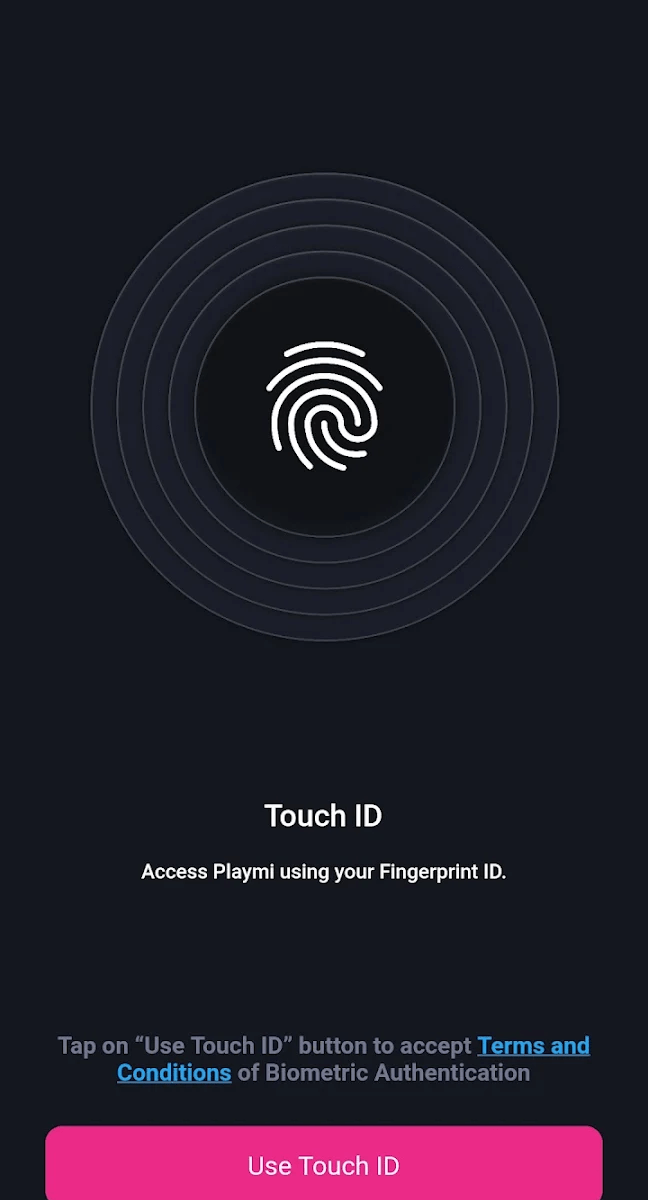 Touch ID
Access Playmi using your Fingerprint ID.
Tap on “Use Touch ID” button to accept Terms and
Conditions of Biometric Authentication
Use Touch ID